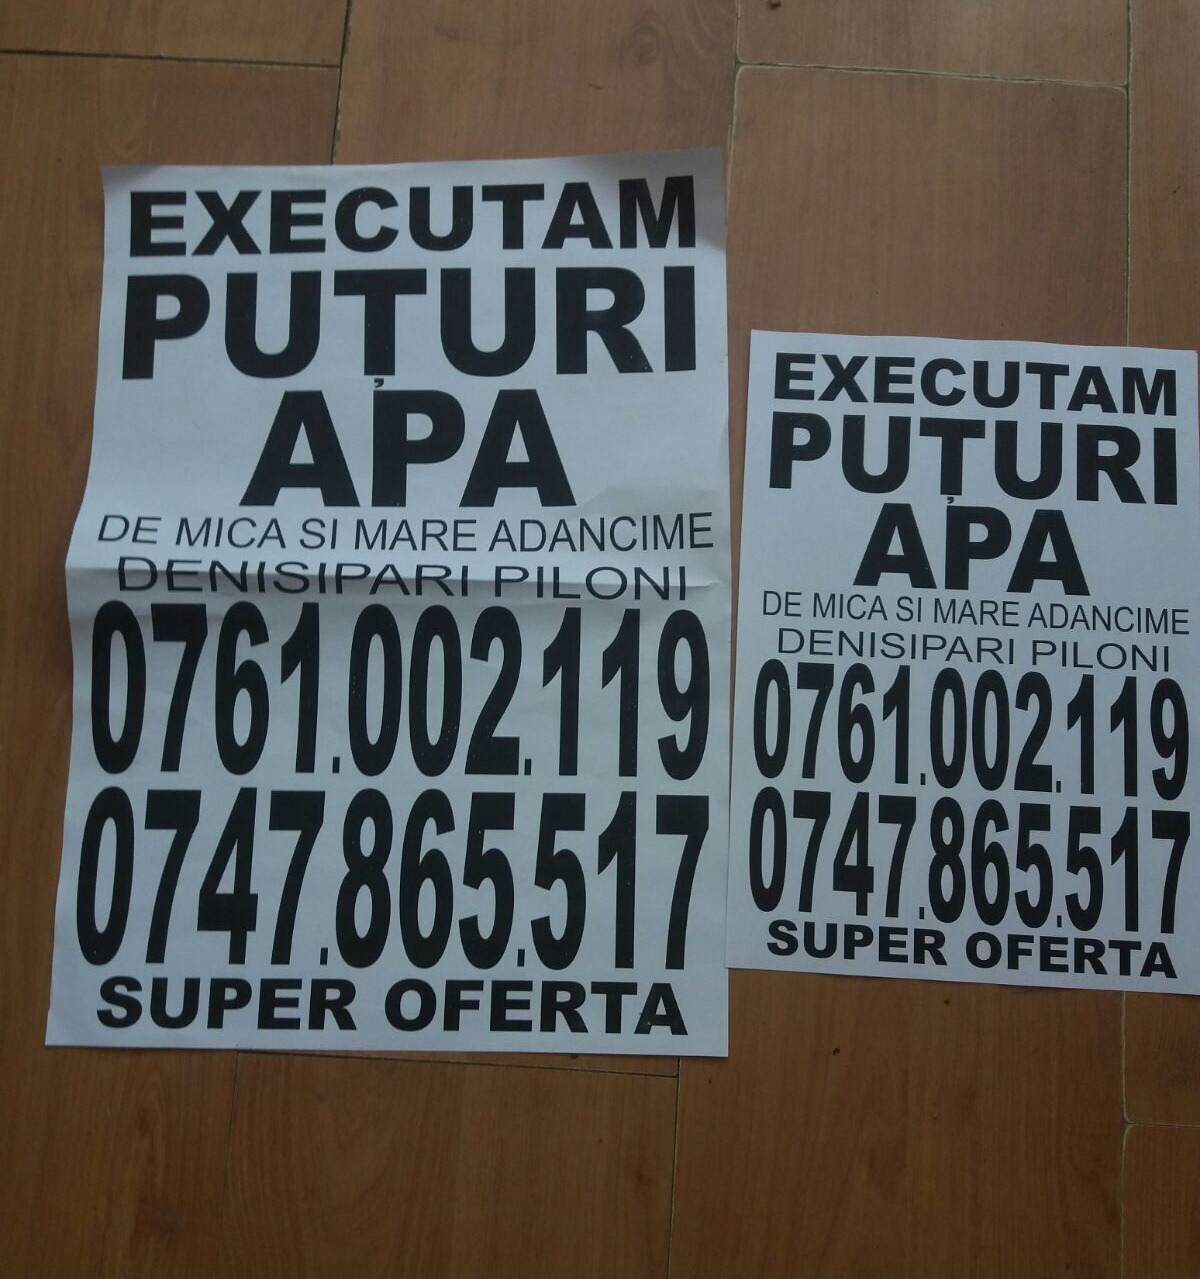 EXECUTAM
PUȚURI
APA
DE MICA SI MARE ADANCIME
DENISIPARI PILONI
0761.002.119
0747.865.517
SUPER OFERTA
EXECUTAM
PUȚURI
APA
DE MICA SI MARE ADANCIME
DENISIPARI PILONI
0761.002.119
0747.865.517
SUPER OFERTA